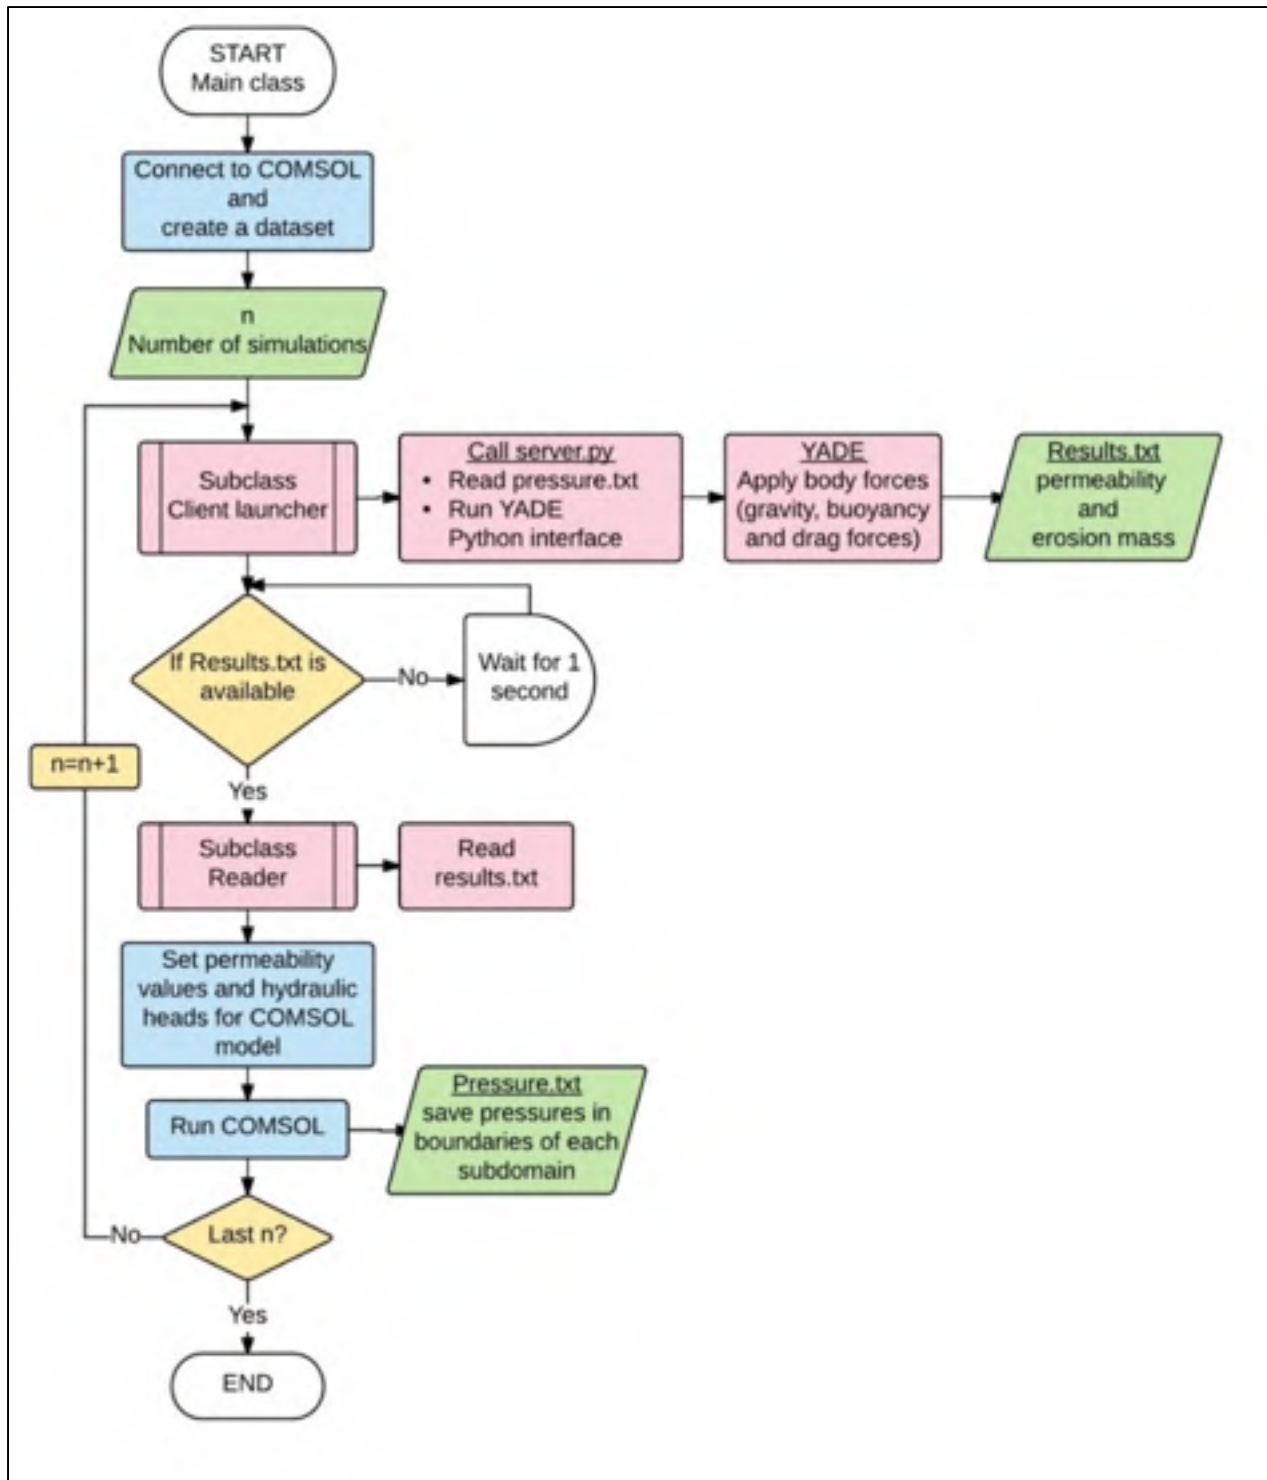 START
Main class
Connect to COMSOL
and
create a dataset
n
Number of simulations
Subclass
Client launcher
Call server.py
• Read pressure.txt
• Run YADE
Python interface
YADE
Apply body forces
(gravity, buoyancy
and drag forces)
Results.txt
permeability
and
erosion mass
If Results.txt is
available
No
Wait for 1
second
n=n+1
Yes
Subclass
Reader
Read
results.txt
Set permeability
values and hydraulic
heads for COMSOL
model
Run COMSOL
Pressure.txt
save pressures in
boundaries of each
subdomain
Last n?
No
Yes
END